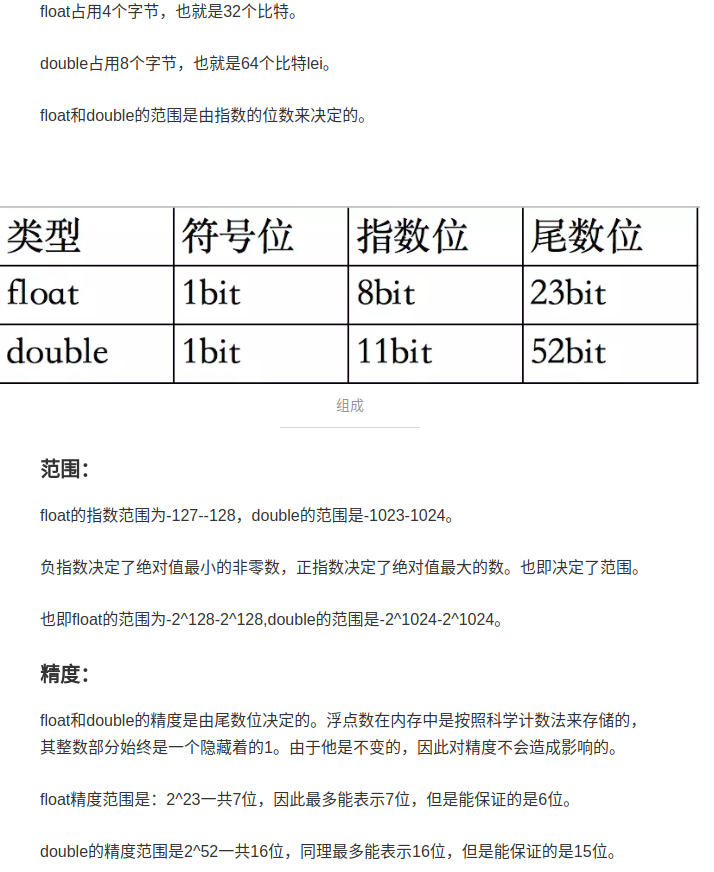 float占用4个字节，也就是32个比特。
double占用8个字节，也就是64个比特lei。
float和double的范围是由指数的位数来决定的。
类型 符号位 指数位 尾数位
float 1bit 8bit 23bit
double 1bit 11bit 52bit
组成
范围：
float的指数范围为-127--128，double的范围是-1023-1024。
负指数决定了绝对值最小的非零数，正指数决定了绝对值最大的数。也即决定了范围。
也即float的范围为-2^128-2^128,double的范围是-2^1024-2^1024。
精度：
float和double的精度是由尾数位决定的。浮点数在内存中是按照科学计数法来存储的，
其整数部分始终是一个隐藏着的1。由于他是不变的，因此对精度不会造成影响的。
float精度范围是：2^23一共7位，因此最多能表示7位，但是能保证的是6位。
double的精度范围是2^52一共16位，同理最多能表示16位，但是能保证的是15位。